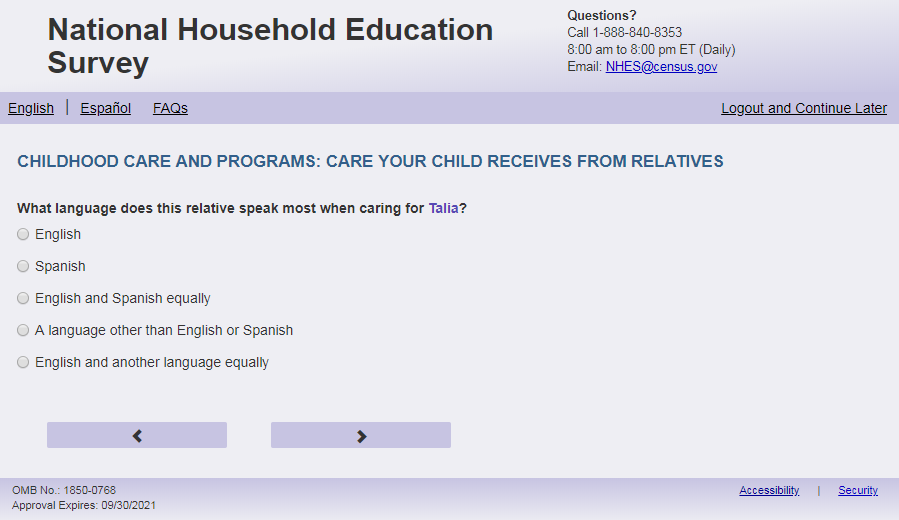 National Household Education
Survey
Questions?
Call 1-888-840-8353
8:00 am to 8:00 pm ET (Daily)
Email: NHES@census.gov
English | Español FAQs
Logout and Continue Later
CHILDHOOD CARE AND PROGRAMS: CARE YOUR CHILD RECEIVES FROM RELATIVES
What language does this relative speak most when caring for Talia?
English
Spanish
English and Spanish equally
A language other than English or Spanish
English and another language equally
OMB No.: 1850-0768
Approval Expires: 09/30/2021
Accessibility | Security